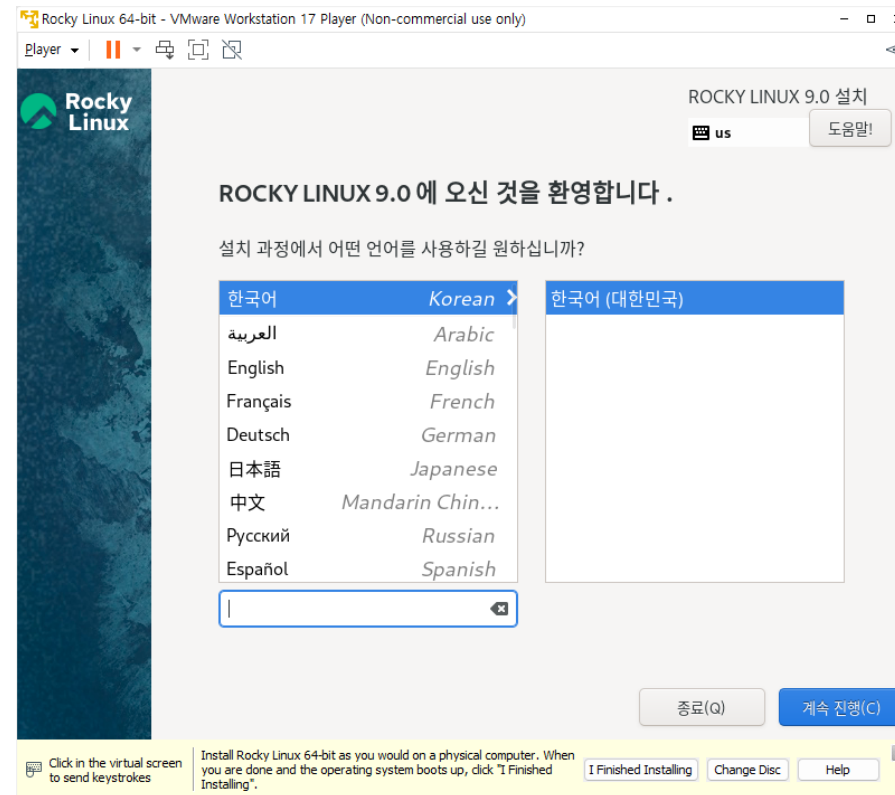 Rocky Linux 64-bit - VMware Workstation 17 Player (Non-commercial use only)
Player
Rocky
Linux
ROCKY LINUX 9.0 설치
us
도움말!
ROCKY LINUX 9.0 에 오신 것을 환영합니다 .
설치 과정에서 어떤 언어를 사용하길 원하십니까?
한국어 Korean 한국어 (대한민국)
العربية Arabic
English English
Français French
Deutsch German
日本語 Japanese
中文 Mandarin Chin...
Русский Russian
Español Spanish
종료(Q) 계속 진행(C)
Click in the virtual screen
to send keystrokes
Install Rocky Linux 64-bit as you would on a physical computer. When
you are done and the operating system boots up, click "I Finished
Installing".
I Finished Installing Change Disc Help